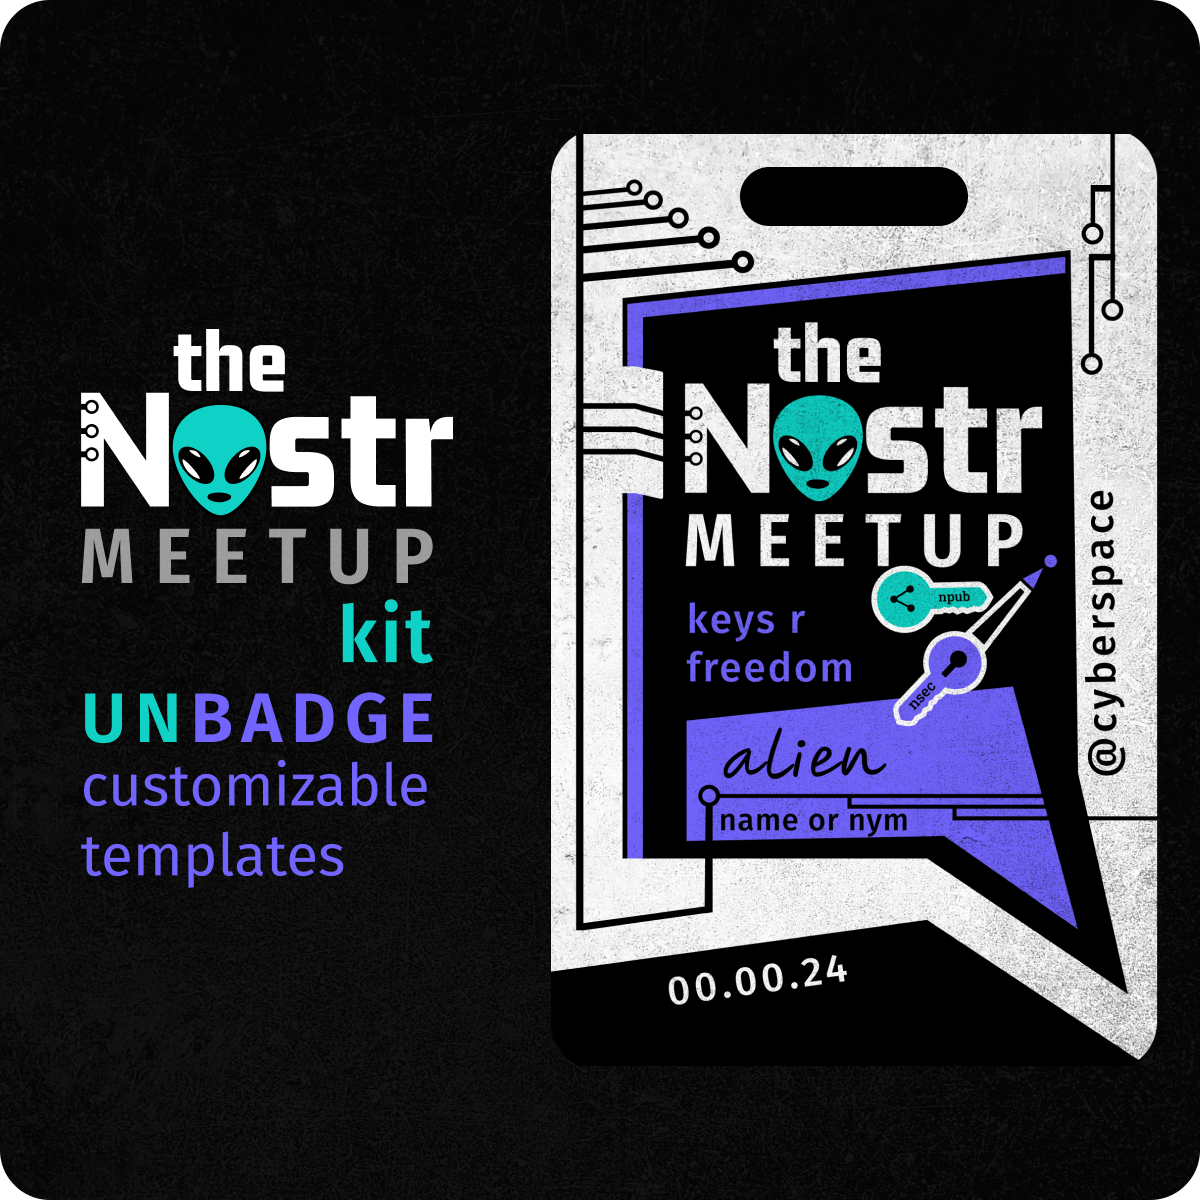 the
Nostr
MEETUP
kit
UNBADGE
customizable
templates
the
Nostr
MEETUP
keys r
freedom
npub
nsec
alien
name or nym
@cyberspace
00.00.24